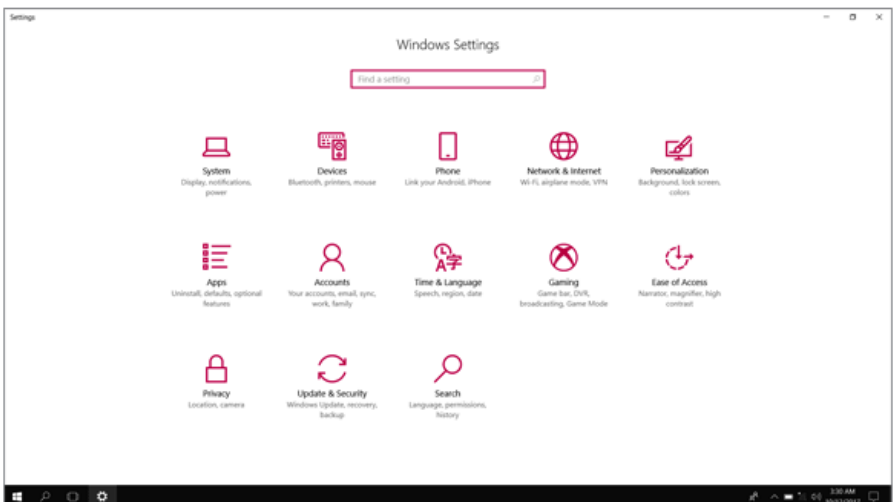 Settings
Windows Settings
Find a setting
System
Display, notifications,
power
Devices
Bluetooth, printers, mouse
Phone
Link your Android, iPhone
Network & Internet
Wi-Fi, airplane mode, VPN
Personalization
Background, lock screen,
colors
Apps
Uninstall, defaults, optional
features
Accounts
Your accounts, email, sync,
work, family
Time & Language
Speech, region, date
Gaming
Game bar, DVR,
broadcasting, Game Mode
Ease of Access
Narrator, magnifier, high
contrast
Privacy
Location, camera
Update & Security
Windows Update, recovery,
backup
Search
Language, permissions,
history
3:30 AM